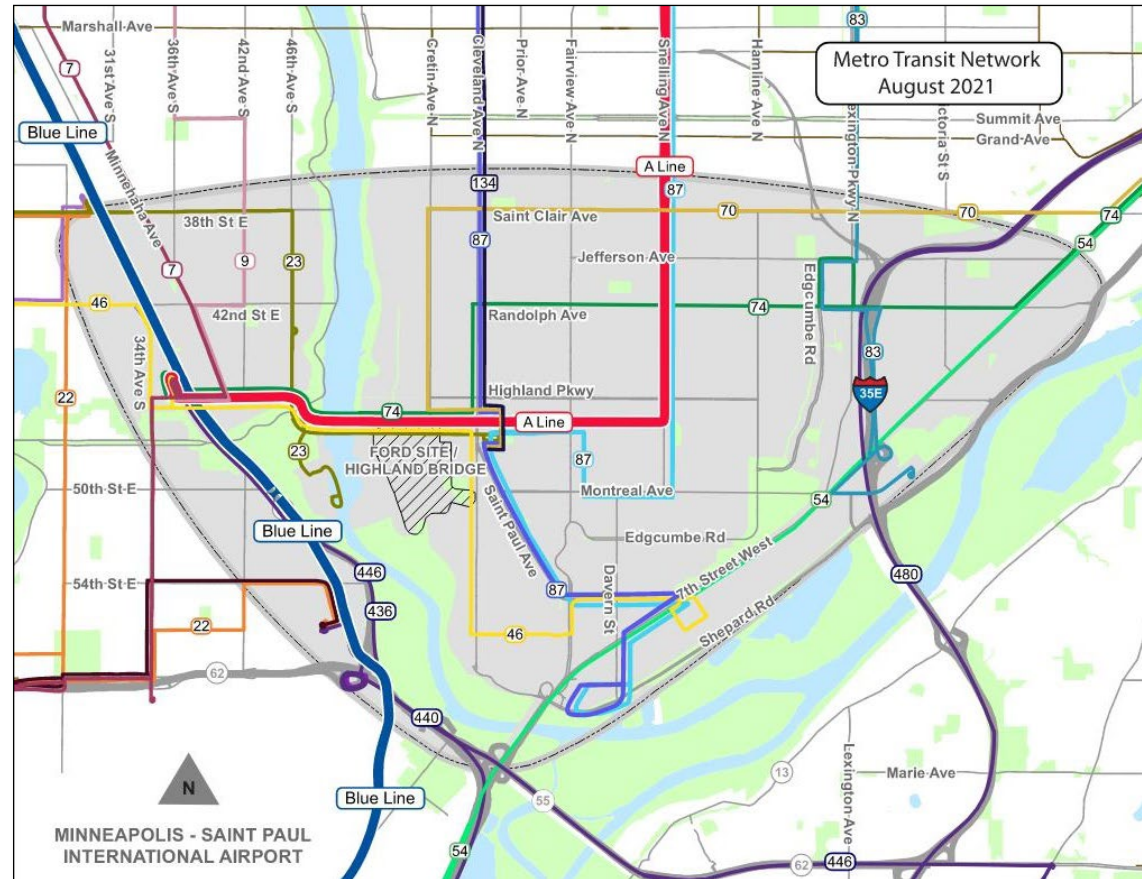 Metro Transit Network
August 2021
Marshall Ave
83
7
31st Ave S
36th Ave S
42nd Ave S
46th Ave S
Cretin Ave N
Cleveland Ave N
Prior Ave N
Fairview Ave N
Snelling Ave N
Hamline Ave N
Lexington Pkwy N
Summit Ave
Grand Ave
Blue Line
Minnehaha Ave
A Line
134
87
Saint Clair Ave
70
70
74
38th St E
87
54
7
9
23
Jefferson Ave
Edgcumbe Rd
46
42nd St E
Randolph Ave
74
34th Ave S
83
22
Highland Pkwy
35E
74
A Line
23
FORD SITE /
HIGHLAND BRIDGE
87
50th St E
Montreal Ave
54
Saint Paul Ave
Blue Line
Edgcumbe Rd
7th Street West
446
480
54th St E
87
Davern St
436
22
46
Shepard Rd
62
440
Lexington Ave
13
Marie Ave
N
Blue Line
55
MINNEAPOLIS - SAINT PAUL
INTERNATIONAL AIRPORT
54
62
446